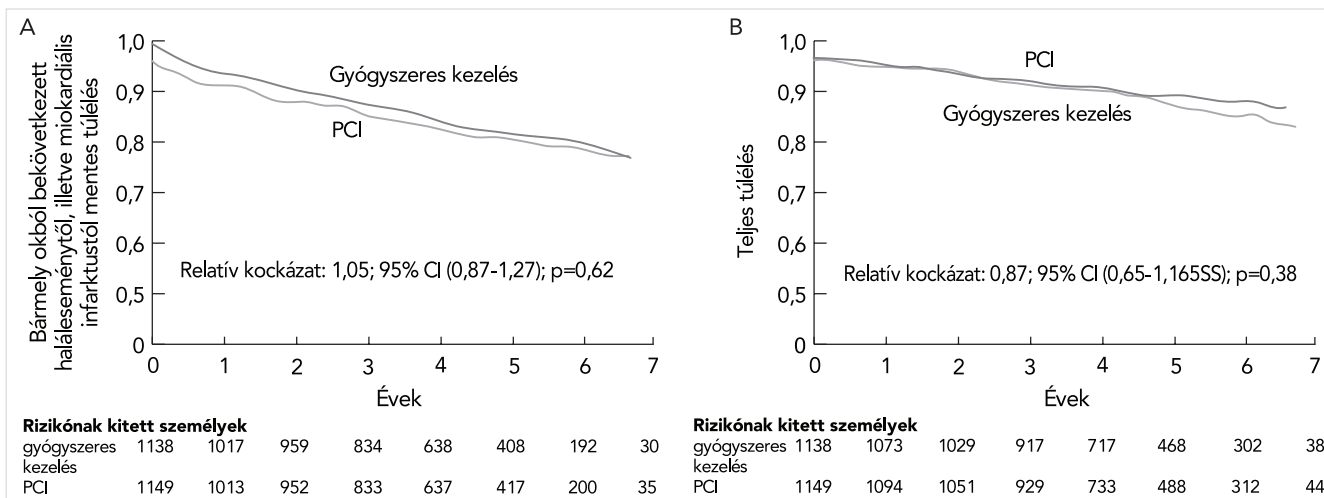 A
Bármely okból bekövetkezett
haláleseménytől, illetve miokardiális
infarktustól mentes túlélés
1,0
0,9
0,8
0,7
0,6
0,5
0
Gyógyszeres kezelés
PCI
Relatív kockázat: 1,05; 95% CI (0,87-1,27); p=0,62
0 1 2 3 4 5 6 7
Évek
Rizikónak kitett személyek
gyógyszeres 1138 1017 959 834 638 408 192 30
kezelés
PCI 1149 1013 952 833 637 417 200 35
B
Teljes túlélés
1,0
0,9
0,8
0,7
0,6
0,5
0
PCI
Gyógyszeres kezelés
Relatív kockázat: 0,87; 95% CI (0,65-1,165SS); p=0,38
0 1 2 3 4 5 6 7
Évek
Rizikónak kitett személyek
gyógyszeres 1138 1073 1029 917 717 468 302 38
kezelés
PCI 1149 1094 1051 929 733 488 312 44